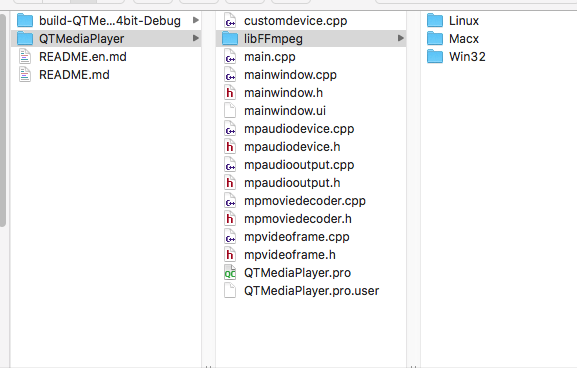 build-QTMe...4bit-Debug
QTMediaPlayer
README.en.md
README.md
customdevice.cpp
libFFmpeg
main.cpp
mainwindow.cpp
mainwindow.h
mainwindow.ui
mpaudiodevice.cpp
mpaudiodevice.h
mpaudiooutput.cpp
mpaudiooutput.h
mpmoviedecoder.cpp
mpmoviedecoder.h
mpvideoframe.cpp
mpvideoframe.h
QTMediaPlayer.pro
QTMediaPlayer.pro.user
Linux
Macx
Win32